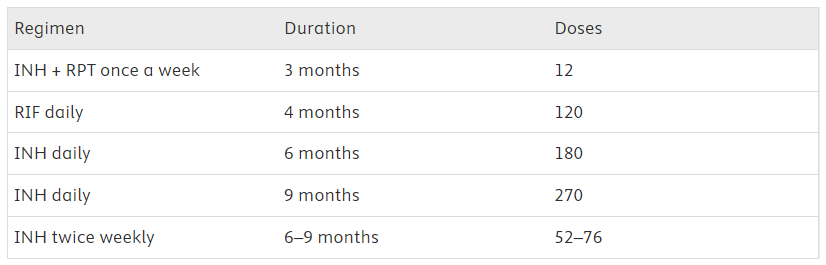 Regimen Duration Doses
INH + RPT once a week 3 months 12
RIF daily 4 months 120
INH daily 6 months 180
INH daily 9 months 270
INH twice weekly 6–9 months 52–76